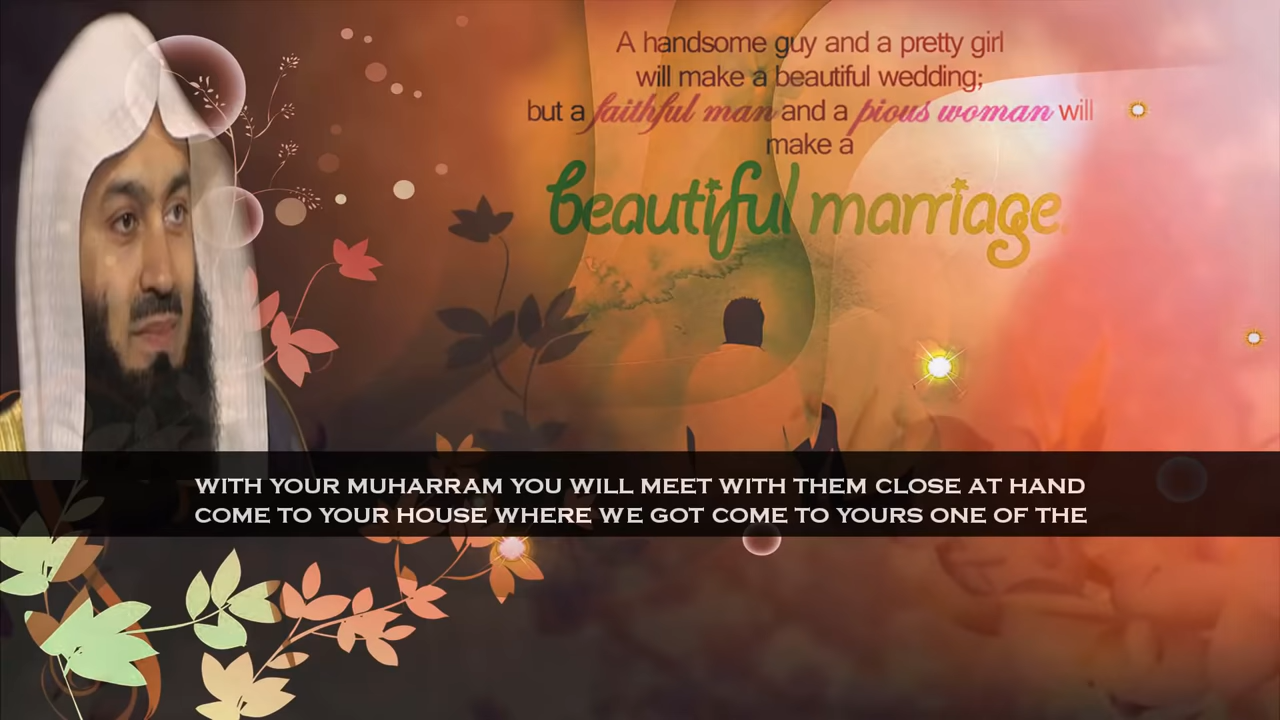 A handsome guy and a pretty girl
will make a beautiful wedding;
but a faithful man and a pious woman will
make a
beautiful marriage.
WITH YOUR MUHARRAM YOU WILL MEET WITH THEM CLOSE AT HAND
COME TO YOUR HOUSE WHERE WE GOT COME TO YOURS ONE OF THE